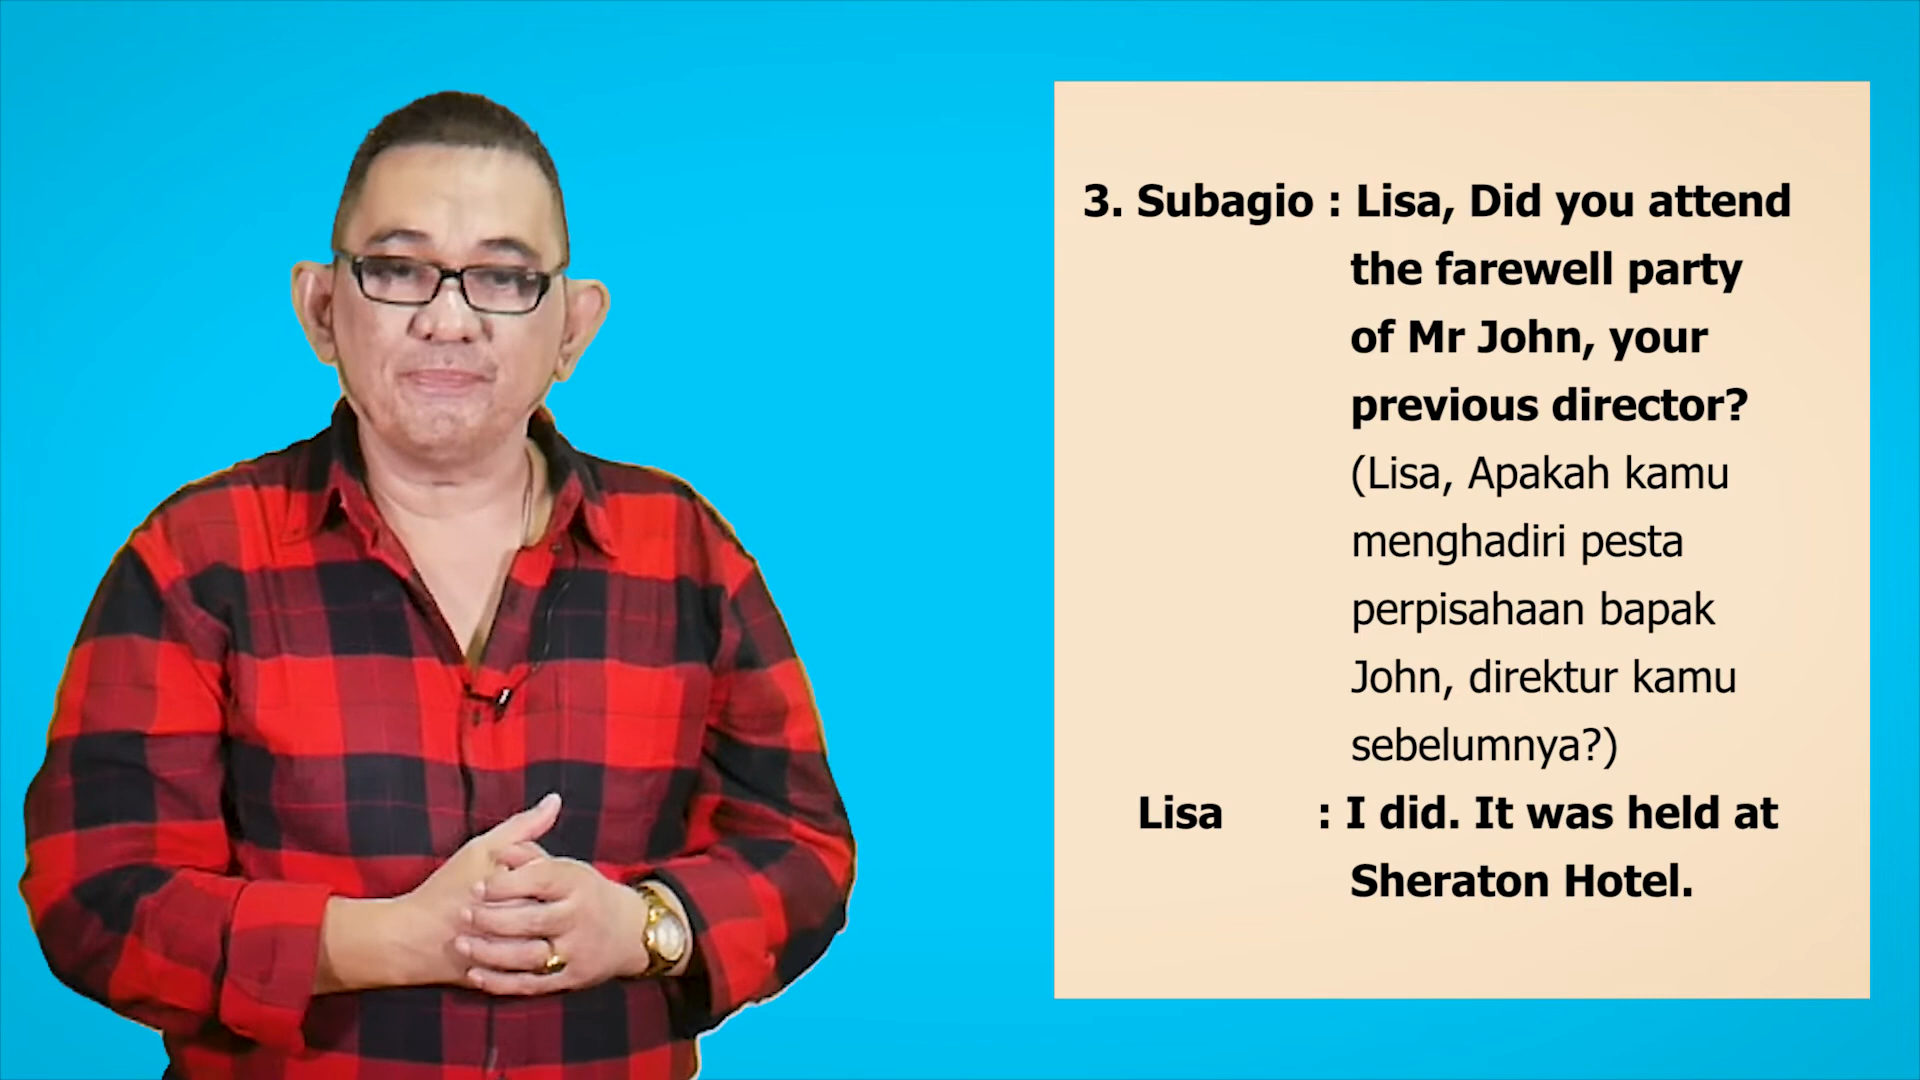 3. Subagio : Lisa, Did you attend
the farewell party
of Mr John, your
previous director?
(Lisa, Apakah kamu
menghadiri pesta
perpisahaan bapak
John, direktur kamu
sebelumnya?)
Lisa : I did. It was held at
Sheraton Hotel.